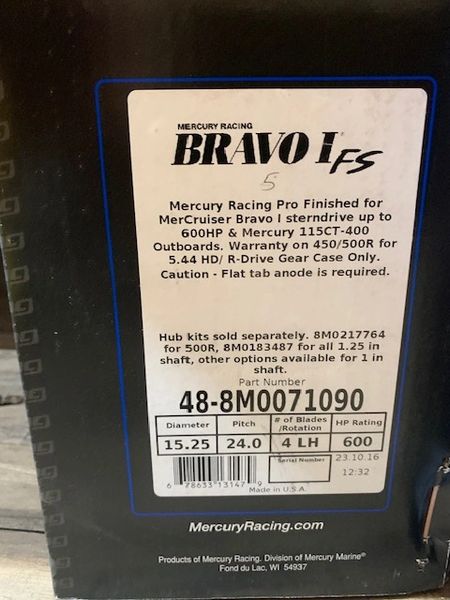 MERCURY RACING
BRAVO I FS
5
Mercury Racing Pro Finished for
MerCruiser Bravo I sterndrive up to
600HP & Mercury 115CT-400
Outboards. Warranty on 450/500R for
5.44 HD/ R-Drive Gear Case Only.
Caution - Flat tab anode is required.
Hub kits sold separately. 8M0217764
for 500R, 8M0183487 for all 1.25 in
shaft, other options available for 1 in
shaft.
Part Number
48-8M0071090
Diameter Pitch # of Blades /Rotation HP Rating
15.25 24.0 4 LH 600
Serial Number 23.10.16
12:32
6 78633 13147 9
Made in U.S.A.
MercuryRacing.com
Products of Mercury Racing. Division of Mercury Marine®
Fond du Lac, WI 54937